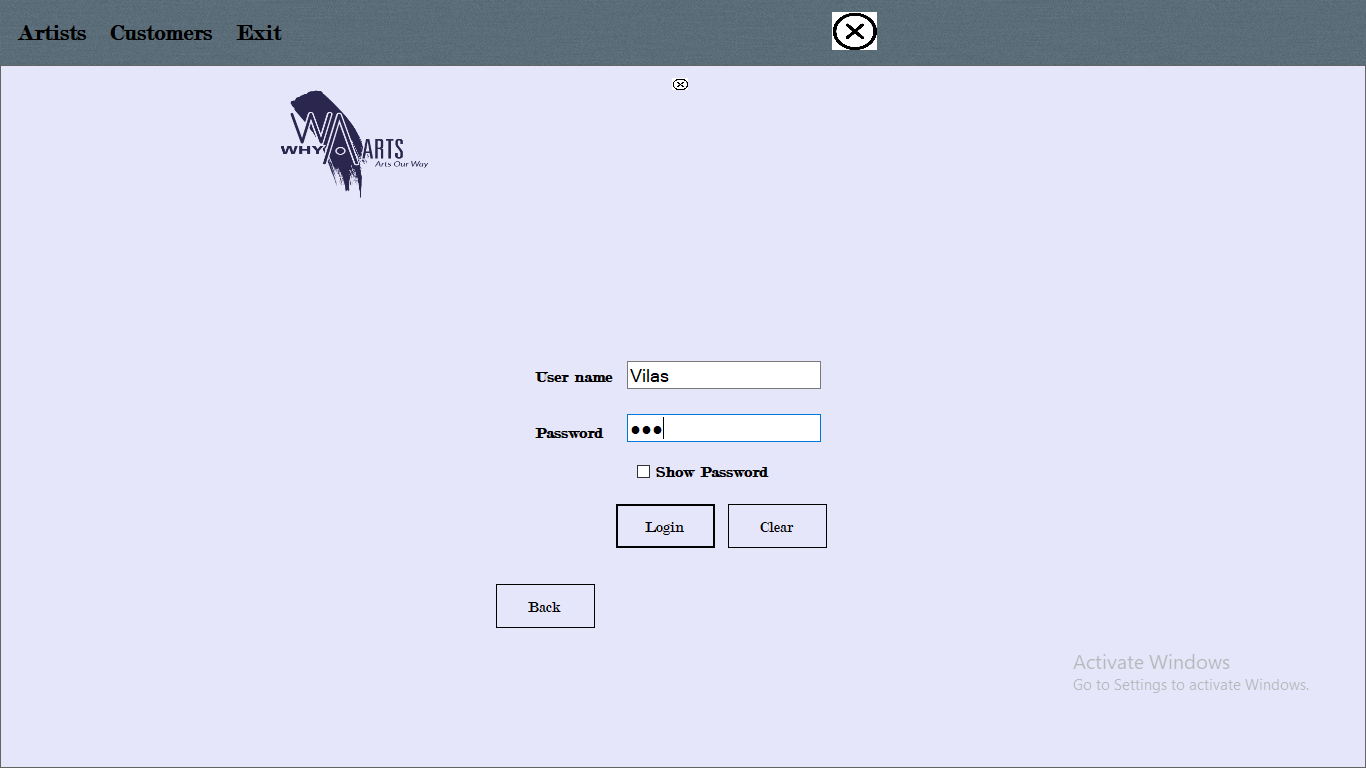 Artists Customers Exit
WA
WHY ARTS
Arts Our Way
User name Vilas
Password ●●●
Show Password
Login Clear
Back
Activate Windows
Go to Settings to activate Windows.